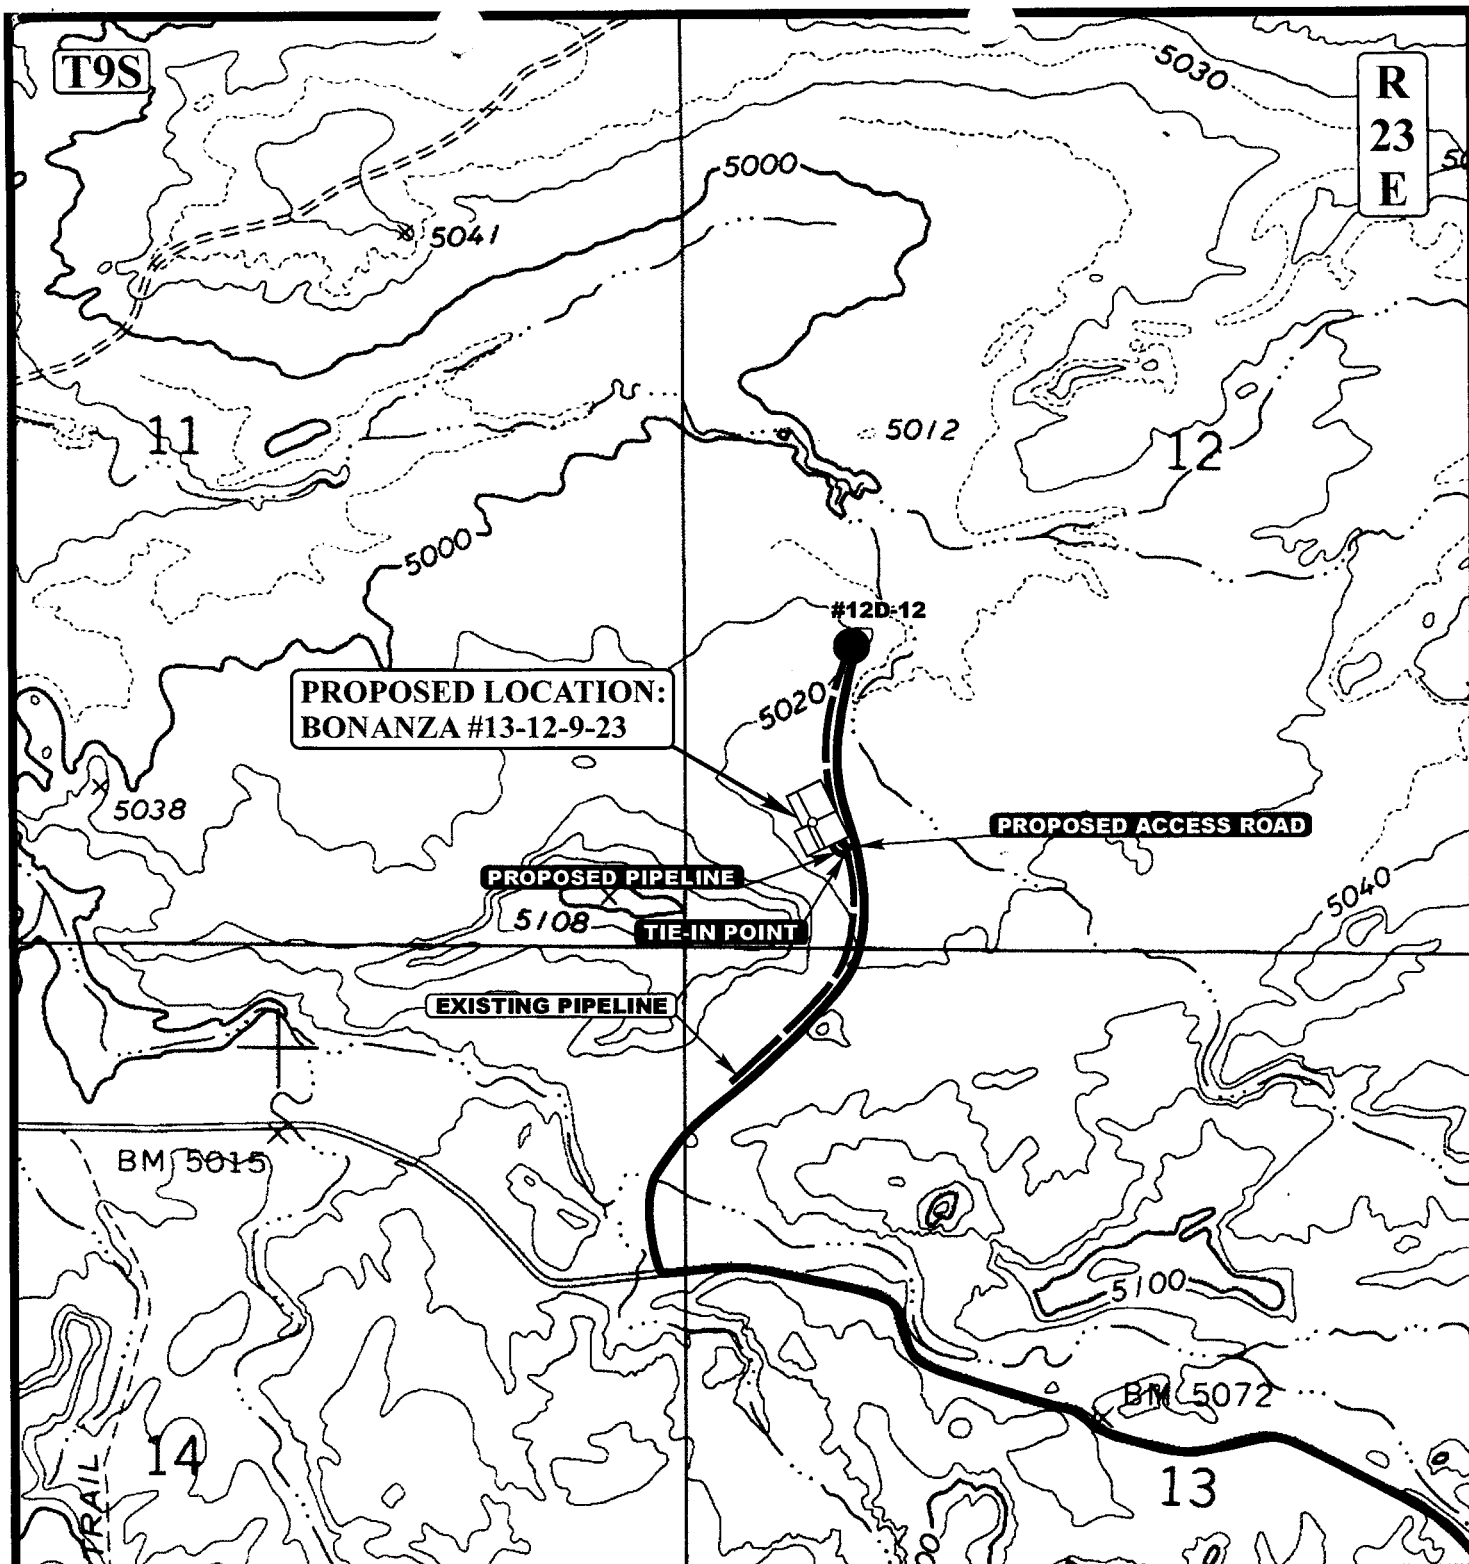 T9S
5030
R
23
E
5000
5041
11
5012
12
5000
#12D-12
PROPOSED LOCATION:
BONANZA #13-12-9-23
5020
5038
PROPOSED ACCESS ROAD
PROPOSED PIPELINE
5040
5108
TIE-IN POINT
EXISTING PIPELINE
BM 5015
5100
BM 5072
14
13
TRAIL